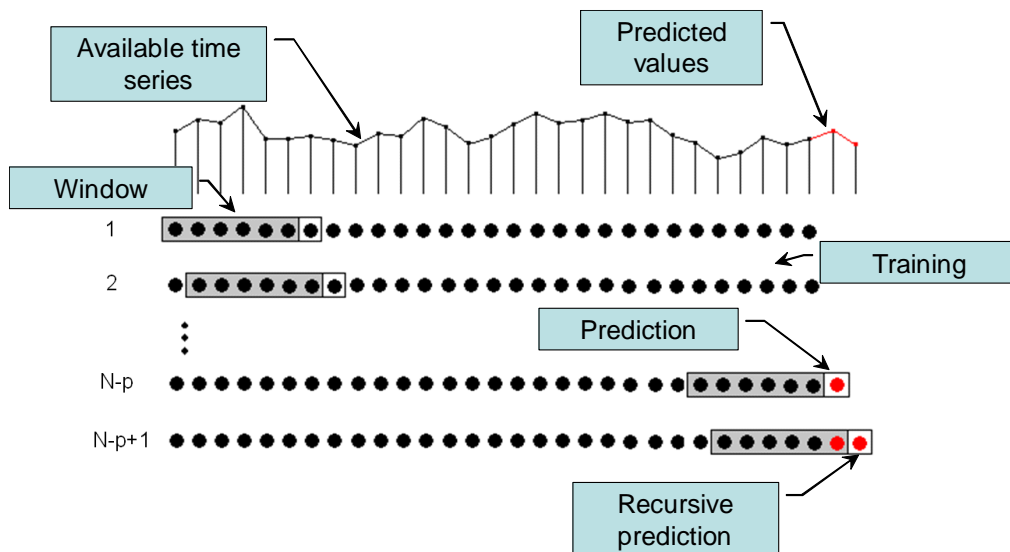 Available time
series
Predicted
values
Window
1
Training
2
Prediction
N-p
N-p+1
Recursive
prediction